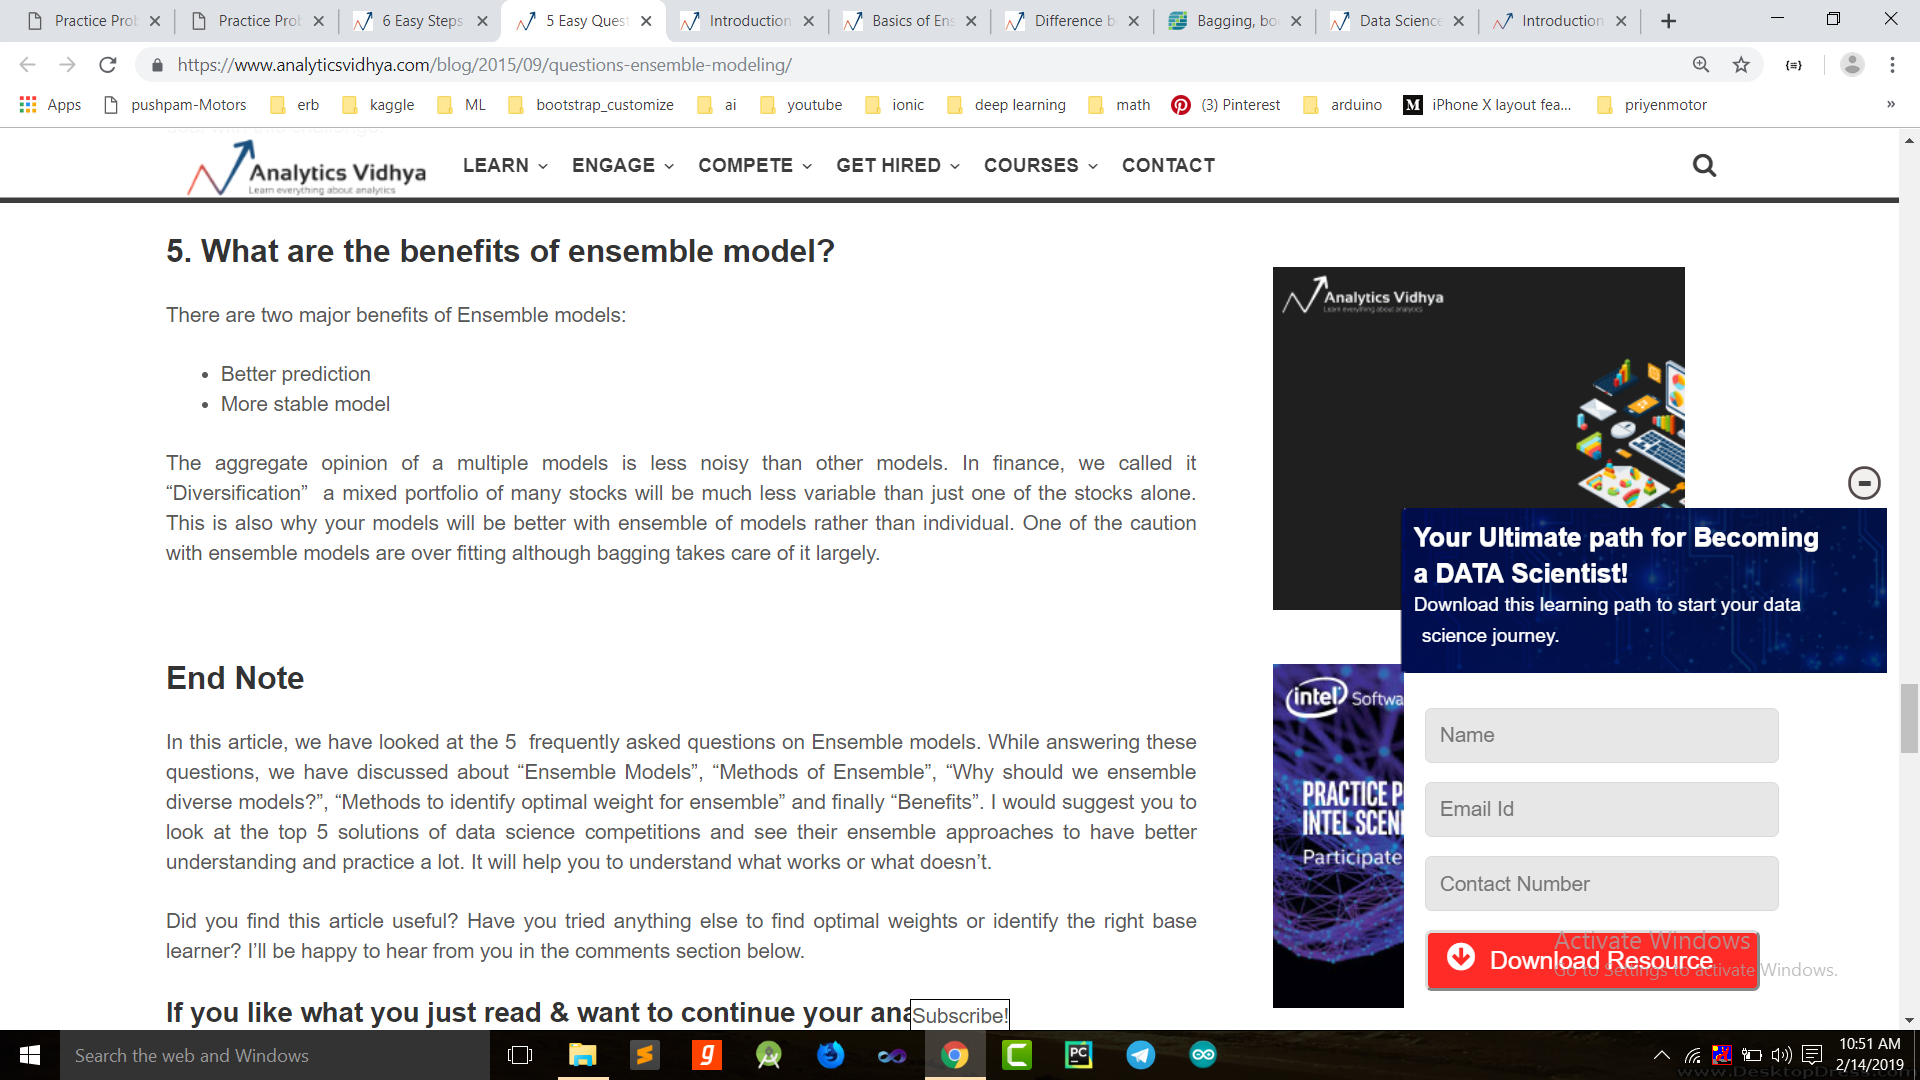 Practice Prob
Practice Prob
6 Easy Steps
5 Easy Quest
Introduction
Basics of Ens
Difference b
Bagging, bo
Data Science
Introduction
https://www.analyticsvidhya.com/blog/2015/09/questions-ensemble-modeling/
Apps
pushpam-Motors
erb
kaggle
ML
bootstrap_customize
ai
youtube
ionic
deep learning
math
(3) Pinterest
arduino
M
iPhone X layout fea...
priyenmotor
»
Analytics Vidhya
Learn everything about analytics
LEARN
ENGAGE
COMPETE
GET HIRED
COURSES
CONTACT
5. What are the benefits of ensemble model?
There are two major benefits of Ensemble models:
• Better prediction
• More stable model
The aggregate opinion of a multiple models is less noisy than other models. In finance, we called it
“Diversification”  a mixed portfolio of many stocks will be much less variable than just one of the stocks alone.
This is also why your models will be better with ensemble of models rather than individual. One of the caution
with ensemble models are over fitting although bagging takes care of it largely.
End Note
In this article, we have looked at the 5  frequently asked questions on Ensemble models. While answering these
questions, we have discussed about “Ensemble Models”, “Methods of Ensemble”, “Why should we ensemble
diverse models?”, “Methods to identify optimal weight for ensemble” and finally “Benefits”. I would suggest you to
look at the top 5 solutions of data science competitions and see their ensemble approaches to have better
understanding and practice a lot. It will help you to understand what works or what doesn’t.
Did you find this article useful? Have you tried anything else to find optimal weights or identify the right base
learner? I’ll be happy to hear from you in the comments section below.
If you like what you just read & want to continue your ana
Subscribe!
Analytics Vidhya
Learn everything about analytics
Your Ultimate path for Becoming
a DATA Scientist!
Download this learning path to start your data
science journey.
intel Softwa
PRACTICE P
INTEL SCEN
Participate
Name
Email Id
Contact Number
Download Resource
Activate Windows
Go to Settings to activate Windows.
Search the web and Windows
g
PC
10:51 AM
2/14/2019